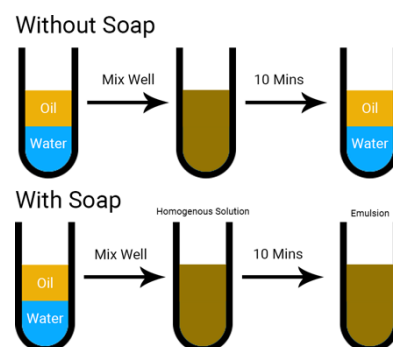 Without Soap
Mix Well
10 Mins
Oil
Oil
Water
Water
With Soap
Homogenous Solution
Emulsion
Mix Well
10 Mins
Oil
Water